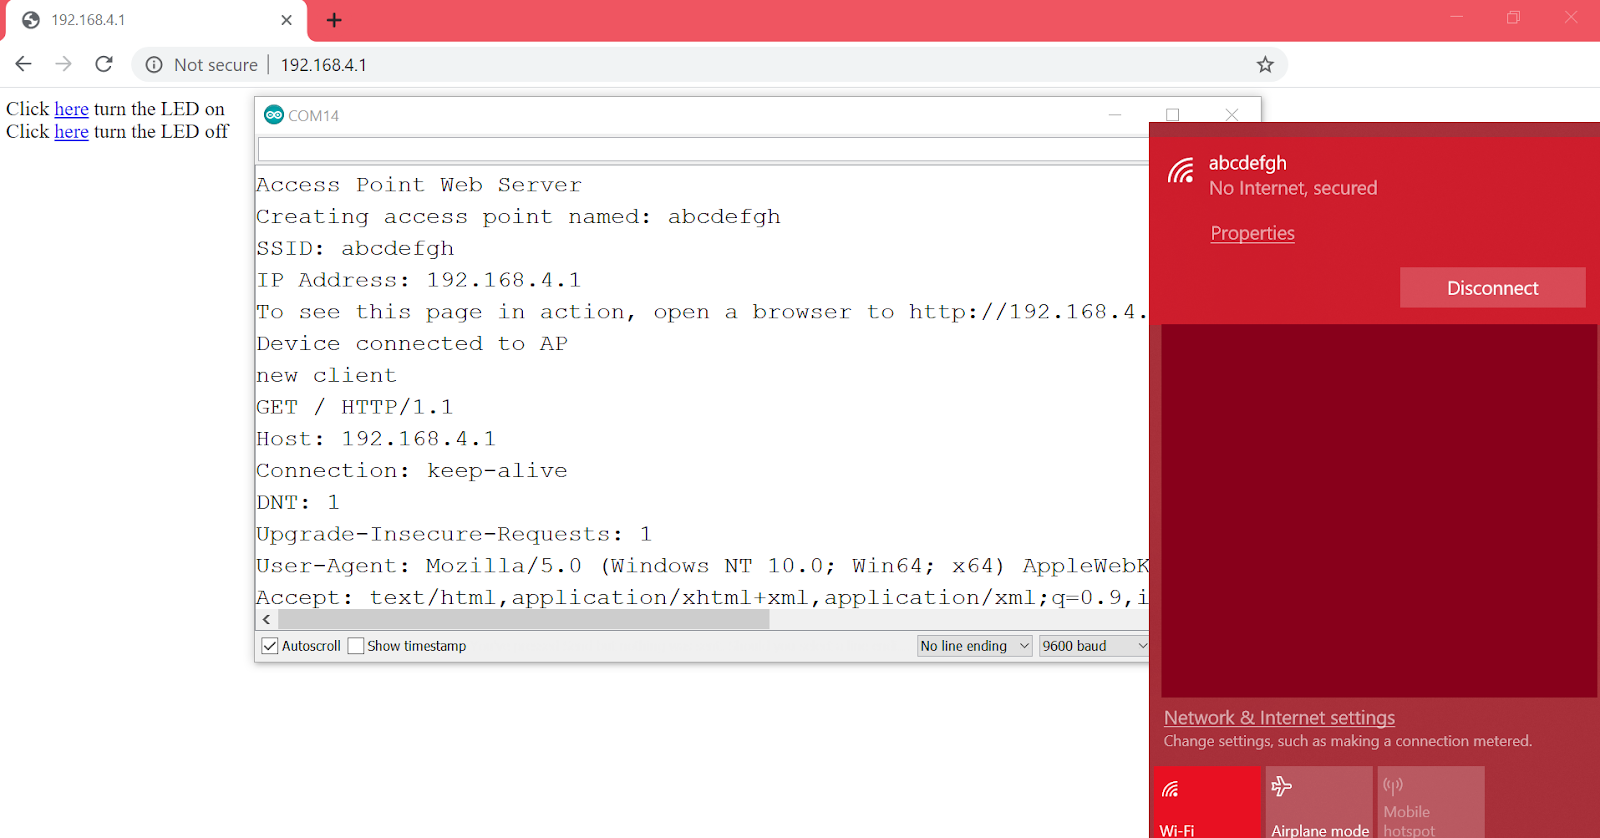 192.168.4.1
Not secure | 192.168.4.1
Click here turn the LED on
Click here turn the LED off
COM14
Access Point Web Server
Creating access point named: abcdefgh
SSID: abcdefgh
IP Address: 192.168.4.1
To see this page in action, open a browser to http://192.168.4.
Device connected to AP
new client
GET / HTTP/1.1
Host: 192.168.4.1
Connection: keep-alive
DNT: 1
Upgrade-Insecure-Requests: 1
User-Agent: Mozilla/5.0 (Windows NT 10.0; Win64; x64) AppleWebK
Accept: text/html,application/xhtml+xml,application/xml;q=0.9,i
Autoscroll
Show timestamp
No line ending
9600 baud
abcdefgh
No Internet, secured
Properties
Disconnect
Network & Internet settings
Change settings, such as making a connection metered.
Wi-Fi
Airplane mode
Mobile
hotspot